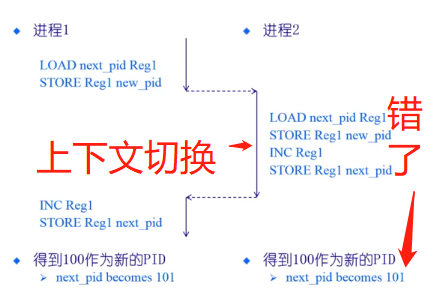 进程1
LOAD next_pid Reg1
STORE Reg1 new_pid
进程2
LOAD next_pid Reg1
STORE Reg1 new_pid
INC Reg1
STORE Reg1 next_pid
上下文切换
错了
INC Reg1
STORE Reg1 next_pid
得到100作为新的PID
next_pid becomes 101
得到100作为新的PID
next_pid becomes 101